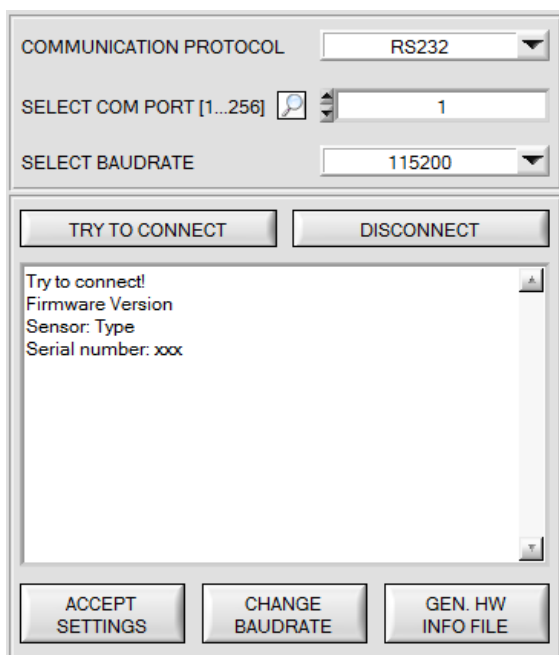 COMMUNICATION PROTOCOL RS232
SELECT COM PORT [1...256] 1
SELECT BAUDRATE 115200
TRY TO CONNECT DISCONNECT
Try to connect!
Firmware Version
Sensor: Type
Serial number: xxx
ACCEPT SETTINGS
CHANGE BAUDRATE
GEN. HW INFO FILE